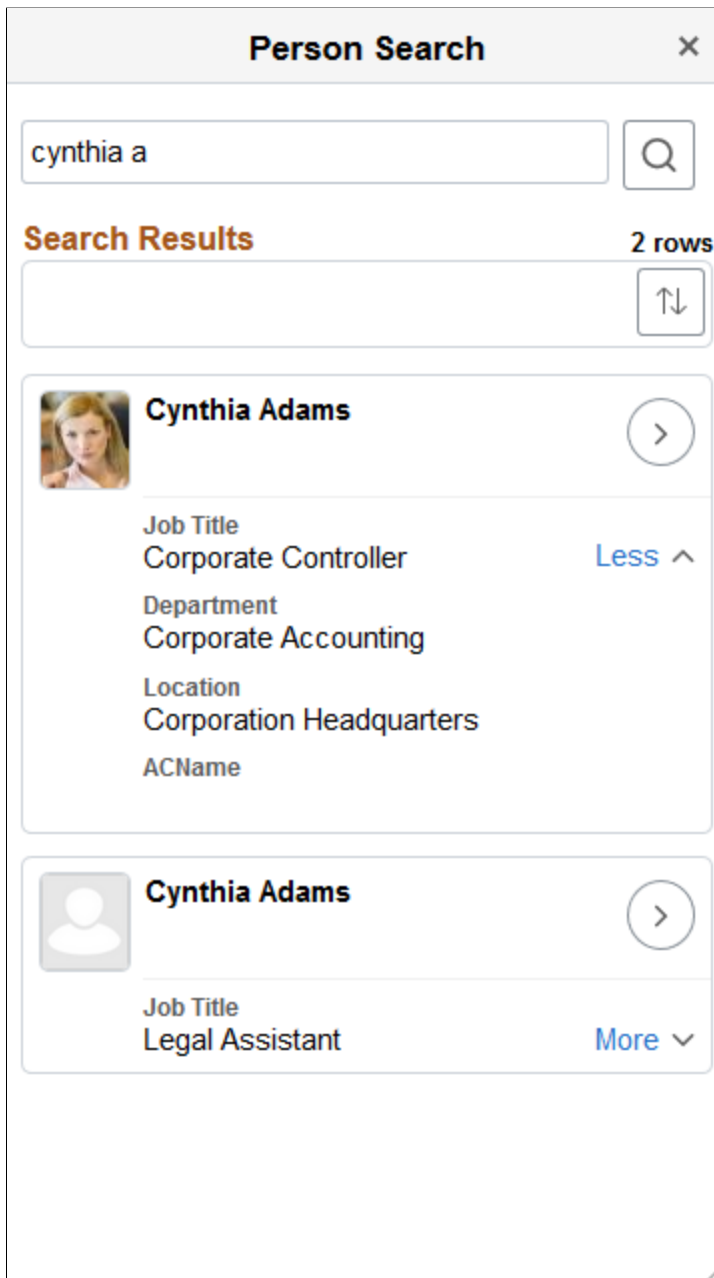 Person Search
cynthia a
Search Results
2 rows
Cynthia Adams
Job Title
Corporate Controller
Less
Department
Corporate Accounting
Location
Corporation Headquarters
ACName
Cynthia Adams
Job Title
Legal Assistant
More